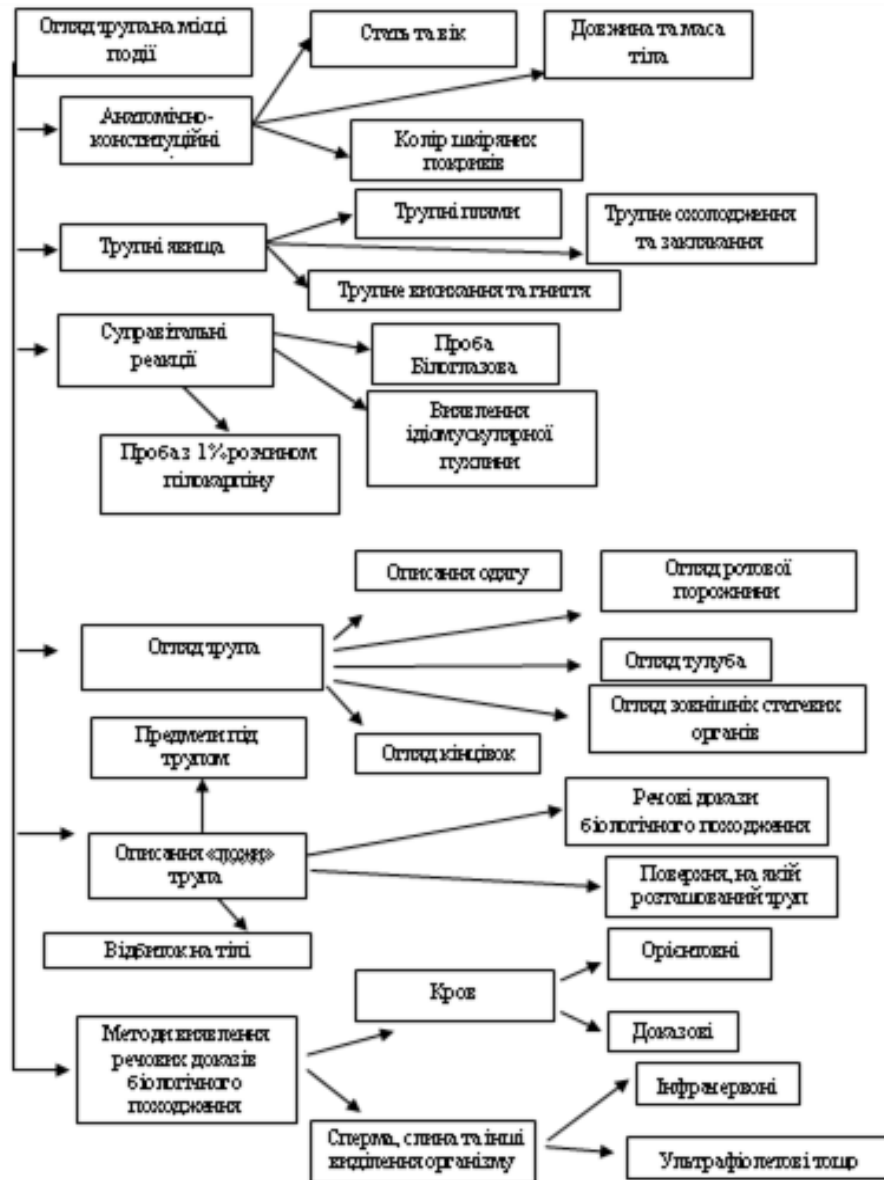 Огляд трупа на місці
події
Стать та вік
Довжина та маса
тіла
Анатомічно-
конституційні
Колір шкіряних
покривів
Трупні явища
Трупні плями
Трупне охолодження
та заклякання
Трупне висихання та гниття
Суправітальні
реакції
Проба
Білоглазова
Виявлення
ідіомускулярної
пухлини
Проба з 1% розчином
пілокарпіну
Описання одягу
Огляд ротової
порожнини
Огляд трупа
Огляд тулуба
Огляд зовнішніх статевих
органів
Огляд кінцівок
Предмети під
трупом
Речові докази
біологічного походження
Описання «ложи»
трупа
Поверхня, на якій
розташований труп
Відбиток на тілі
Кров
Орієнтовні
Доказові
Методи виявлення
речових доказів
біологічного
походження
Інфрачервоні
Сперма, слина та інші
виділення організму
Ультрафіолетові тощо